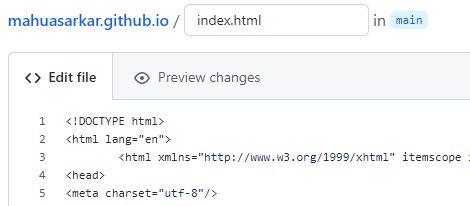 mahuasarkar.github.io / index.html in main
Edit file Preview changes
1 <!DOCTYPE html>
2 <html lang="en">
3 <html xmlns="http://www.w3.org/1999/xhtml" itemscope
4 <head>
5 <meta charset="utf-8"/>